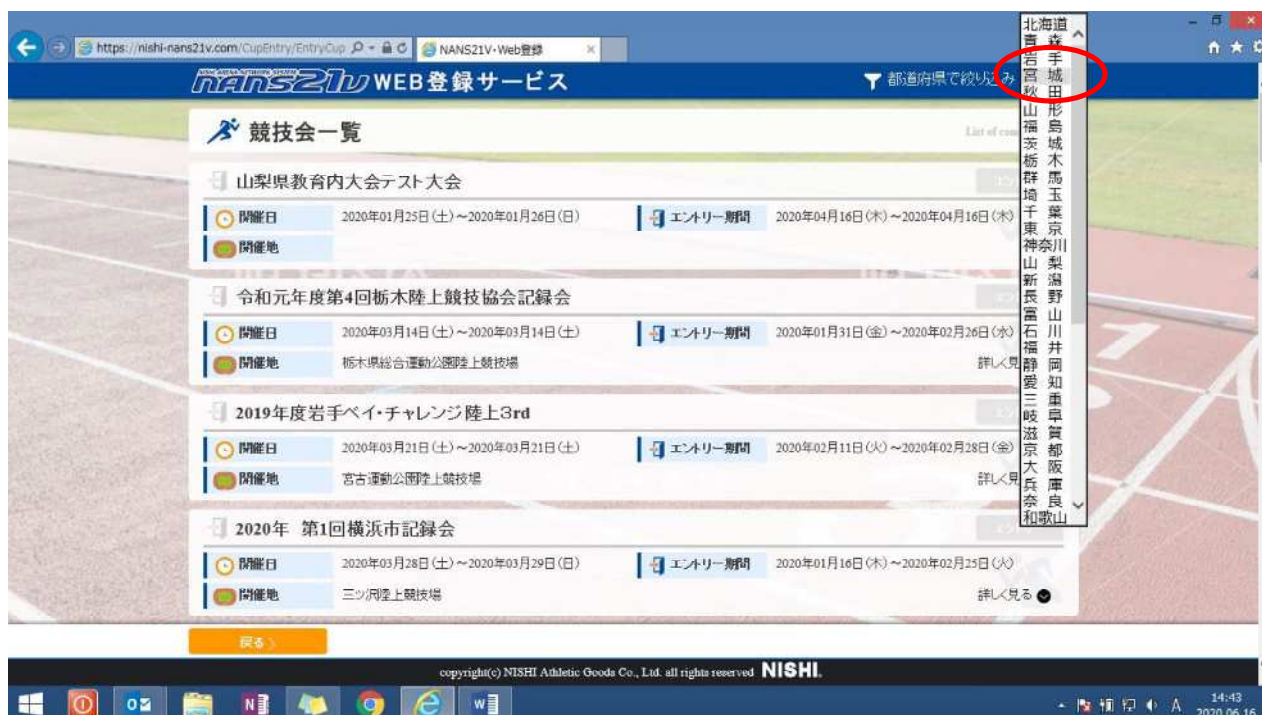 https://nishi-nans21v.com/CupEntry/EntryCup
NANS21V-Web登録
nans21v WEB登録サービス
都道府県で絞り込み
北海道
青 森
岩 手
宮 城
秋 田
山 形
福 島
茨 城
栃 木
群 馬
埼 玉
千 葉
東 京
神奈川
山 梨
新 潟
長 野
富 山
石 川
福 井
静 岡
愛 知
三 重
岐 阜
滋 賀
京 都
大 阪
兵 庫
奈 良
和歌山
競技会一覧
List of com
山梨県教育内大会テスト大会
開催日 2020年01月25日(土)~2020年01月26日(日) エントリー期間 2020年04月16日(木)~2020年04月16日(木)
開催地
令和元年度第4回栃木陸上競技協会記録会
開催日 2020年03月14日(土)~2020年03月14日(土) エントリー期間 2020年01月31日(金)~2020年02月26日(水)
開催地 栃木県総合運動公園陸上競技場 詳しく見
2019年度岩手ベイ・チャレンジ陸上3rd
開催日 2020年03月21日(土)~2020年03月21日(土) エントリー期間 2020年02月11日(火)~2020年02月28日(金)
開催地 宮古運動公園陸上競技場 詳しく見
2020年 第1回横浜市記録会
開催日 2020年03月28日(土)~2020年03月29日(日) エントリー期間 2020年01月16日(木)~2020年02月25日(火)
開催地 三ツ沢陸上競技場 詳しく見る
戻る
copyright(c) NISHI Athletic Goods Co., Ltd. all rights reserved NISHI.
A 14:43
2020.06.16